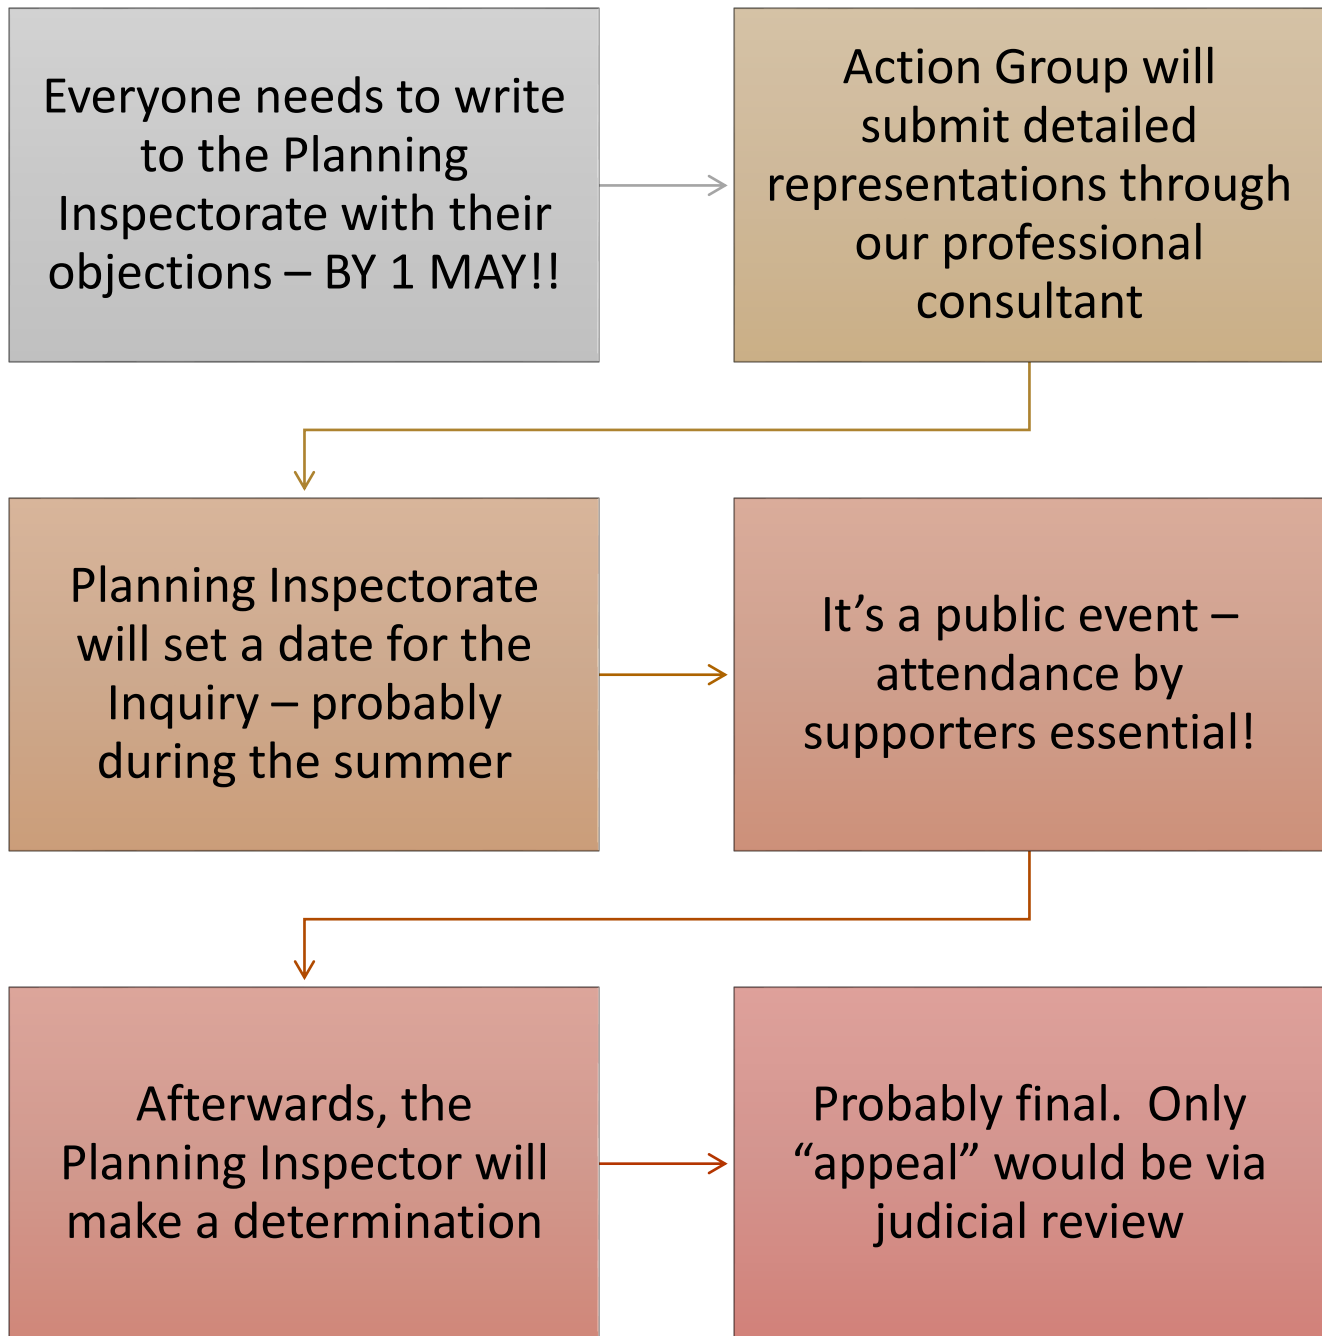 Everyone needs to write
to the Planning
Inspectorate with their
objections – BY 1 MAY!!
Action Group will
submit detailed
representations through
our professional
consultant
Planning Inspectorate
will set a date for the
Inquiry – probably
during the summer
It’s a public event –
attendance by
supporters essential!
Afterwards, the
Planning Inspector will
make a determination
Probably final.  Only
“appeal” would be via
judicial review